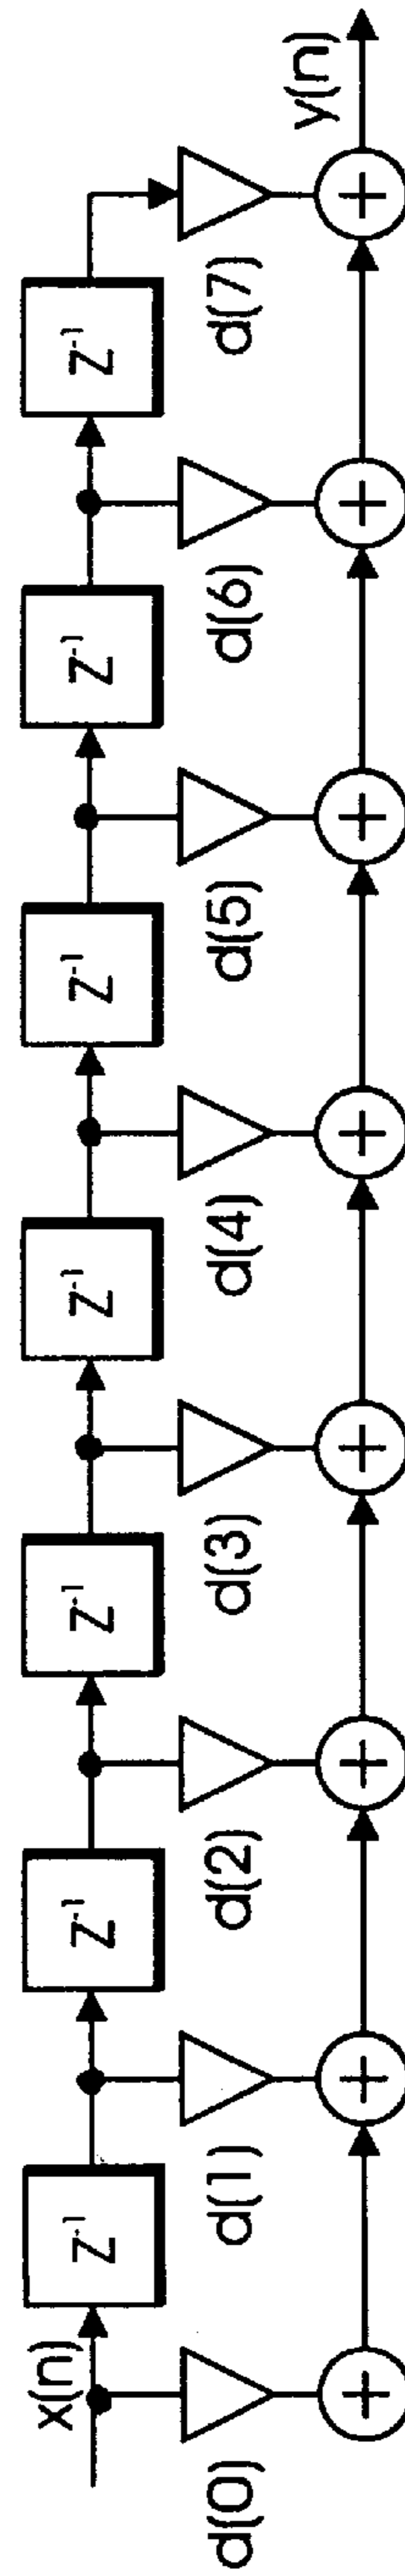 x(n)
Z⁻¹ Z⁻¹ Z⁻¹ Z⁻¹ Z⁻¹ Z⁻¹ Z⁻¹
d(0) d(1) d(2) d(3) d(4) d(5) d(6) d(7)
+ + + + + + + +
y(n)